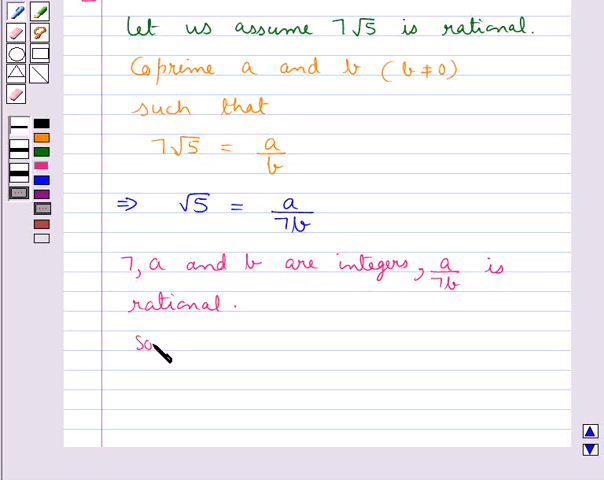 Let us assume 7√5 is rational.
Coprime a and b (b ≠ 0)
such that
7√5 = a/b
⇒ √5 = a/7b
7, a and b are integers, a/7b is
rational.
So